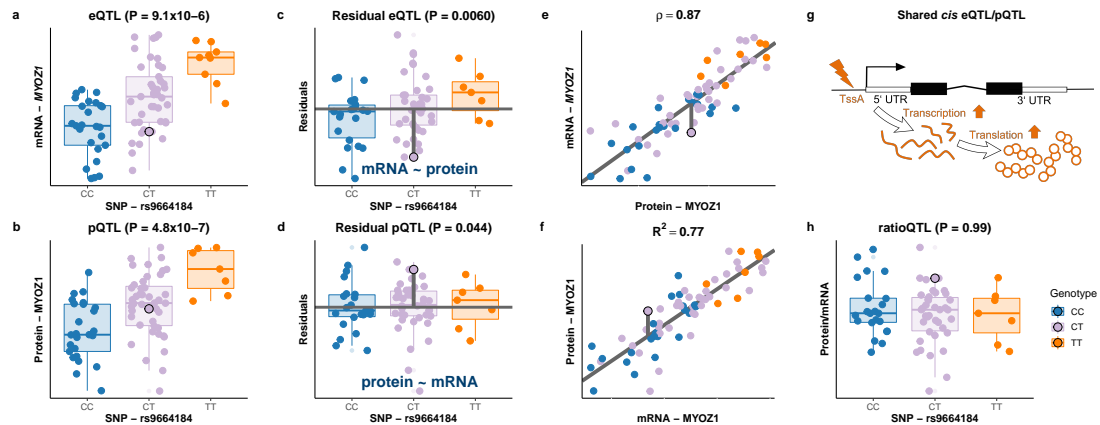 a
eQTL (P = 9.1x10−6)
mRNA − MYOZ1
CC
CT
TT
SNP − rs9664184
c
Residual eQTL (P = 0.0060)
Residuals
mRNA ~ protein
CC
CT
TT
SNP − rs9664184
e
ρ = 0.87
mRNA − MYOZ1
Protein − MYOZ1
g
Shared cis eQTL/pQTL
TssA
5' UTR
3' UTR
Transcription
Translation
b
pQTL (P = 4.8x10−7)
Protein − MYOZ1
CC
CT
TT
SNP − rs9664184
d
Residual pQTL (P = 0.044)
Residuals
protein ~ mRNA
CC
CT
TT
SNP − rs9664184
f
R² = 0.77
Protein − MYOZ1
mRNA − MYOZ1
h
ratioQTL (P = 0.99)
Protein/mRNA
CC
CT
TT
SNP − rs9664184
Genotype
CC
CT
TT